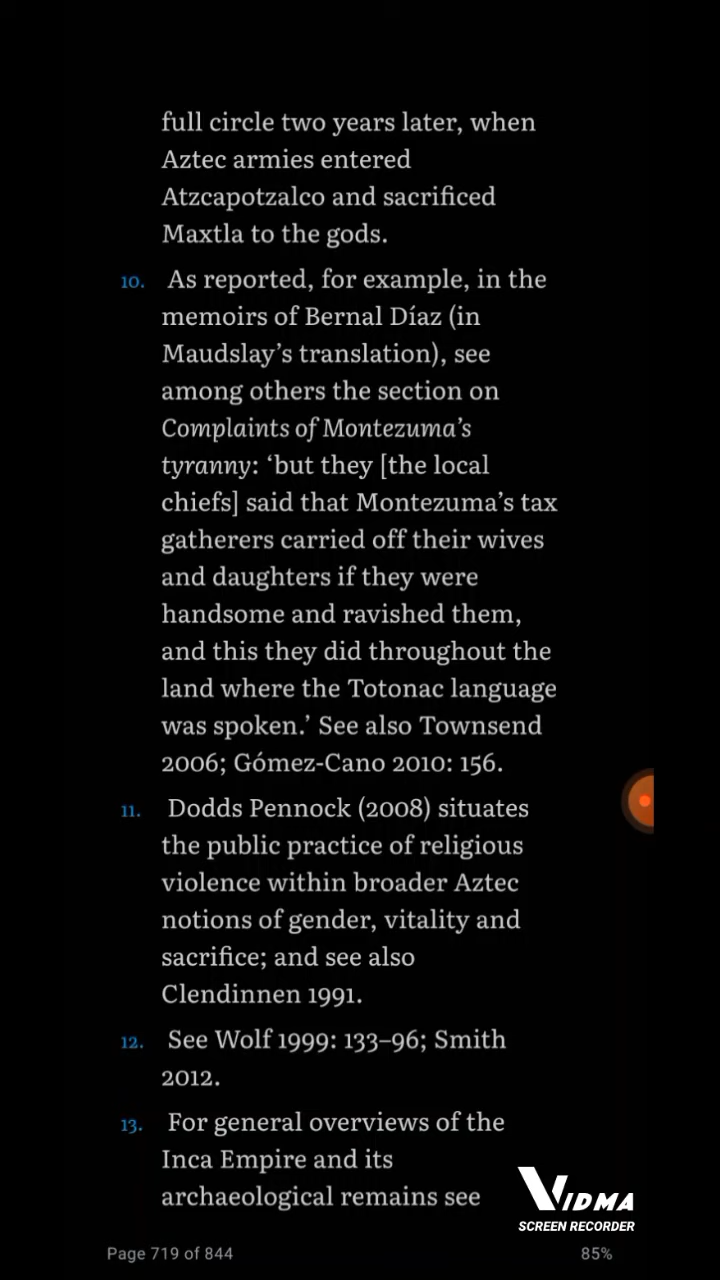 full circle two years later, when
Aztec armies entered
Atzcapotzalco and sacrificed
Maxtla to the gods.
10. As reported, for example, in the
memoirs of Bernal Díaz (in
Maudslay’s translation), see
among others the section on
Complaints of Montezuma’s
tyranny: ‘but they [the local
chiefs] said that Montezuma’s tax
gatherers carried off their wives
and daughters if they were
handsome and ravished them,
and this they did throughout the
land where the Totonac language
was spoken.’ See also Townsend
2006; Gómez-Cano 2010: 156.
11. Dodds Pennock (2008) situates
the public practice of religious
violence within broader Aztec
notions of gender, vitality and
sacrifice; and see also
Clendinnen 1991.
12. See Wolf 1999: 133–96; Smith
2012.
13. For general overviews of the
Inca Empire and its
archaeological remains see
VIDMA
SCREEN RECORDER
Page 719 of 844
85%